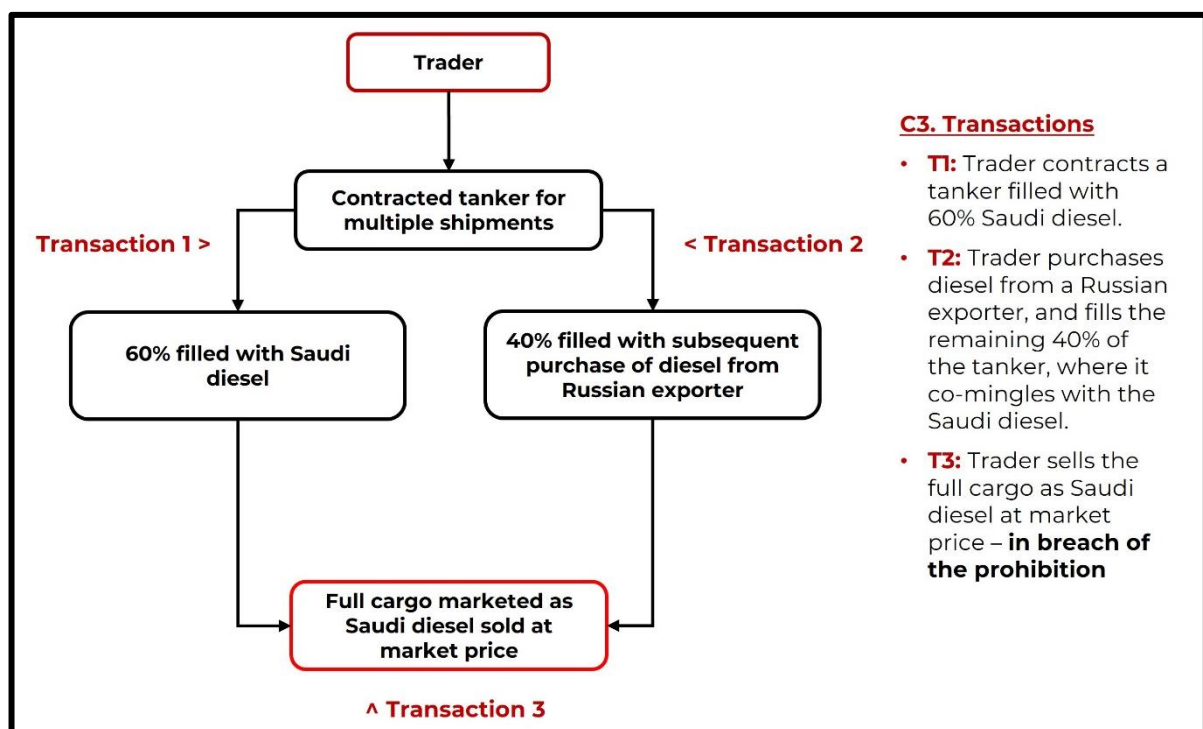 Trader
Contracted tanker for
multiple shipments
Transaction 1 >
< Transaction 2
60% filled with Saudi
diesel
40% filled with subsequent
purchase of diesel from
Russian exporter
Full cargo marketed as
Saudi diesel sold at
market price
^ Transaction 3
C3. Transactions
• T1: Trader contracts a
tanker filled with
60% Saudi diesel.
• T2: Trader purchases
diesel from a Russian
exporter, and fills the
remaining 40% of
the tanker, where it
co-mingles with the
Saudi diesel.
• T3: Trader sells the
full cargo as Saudi
diesel at market
price – in breach of
the prohibition